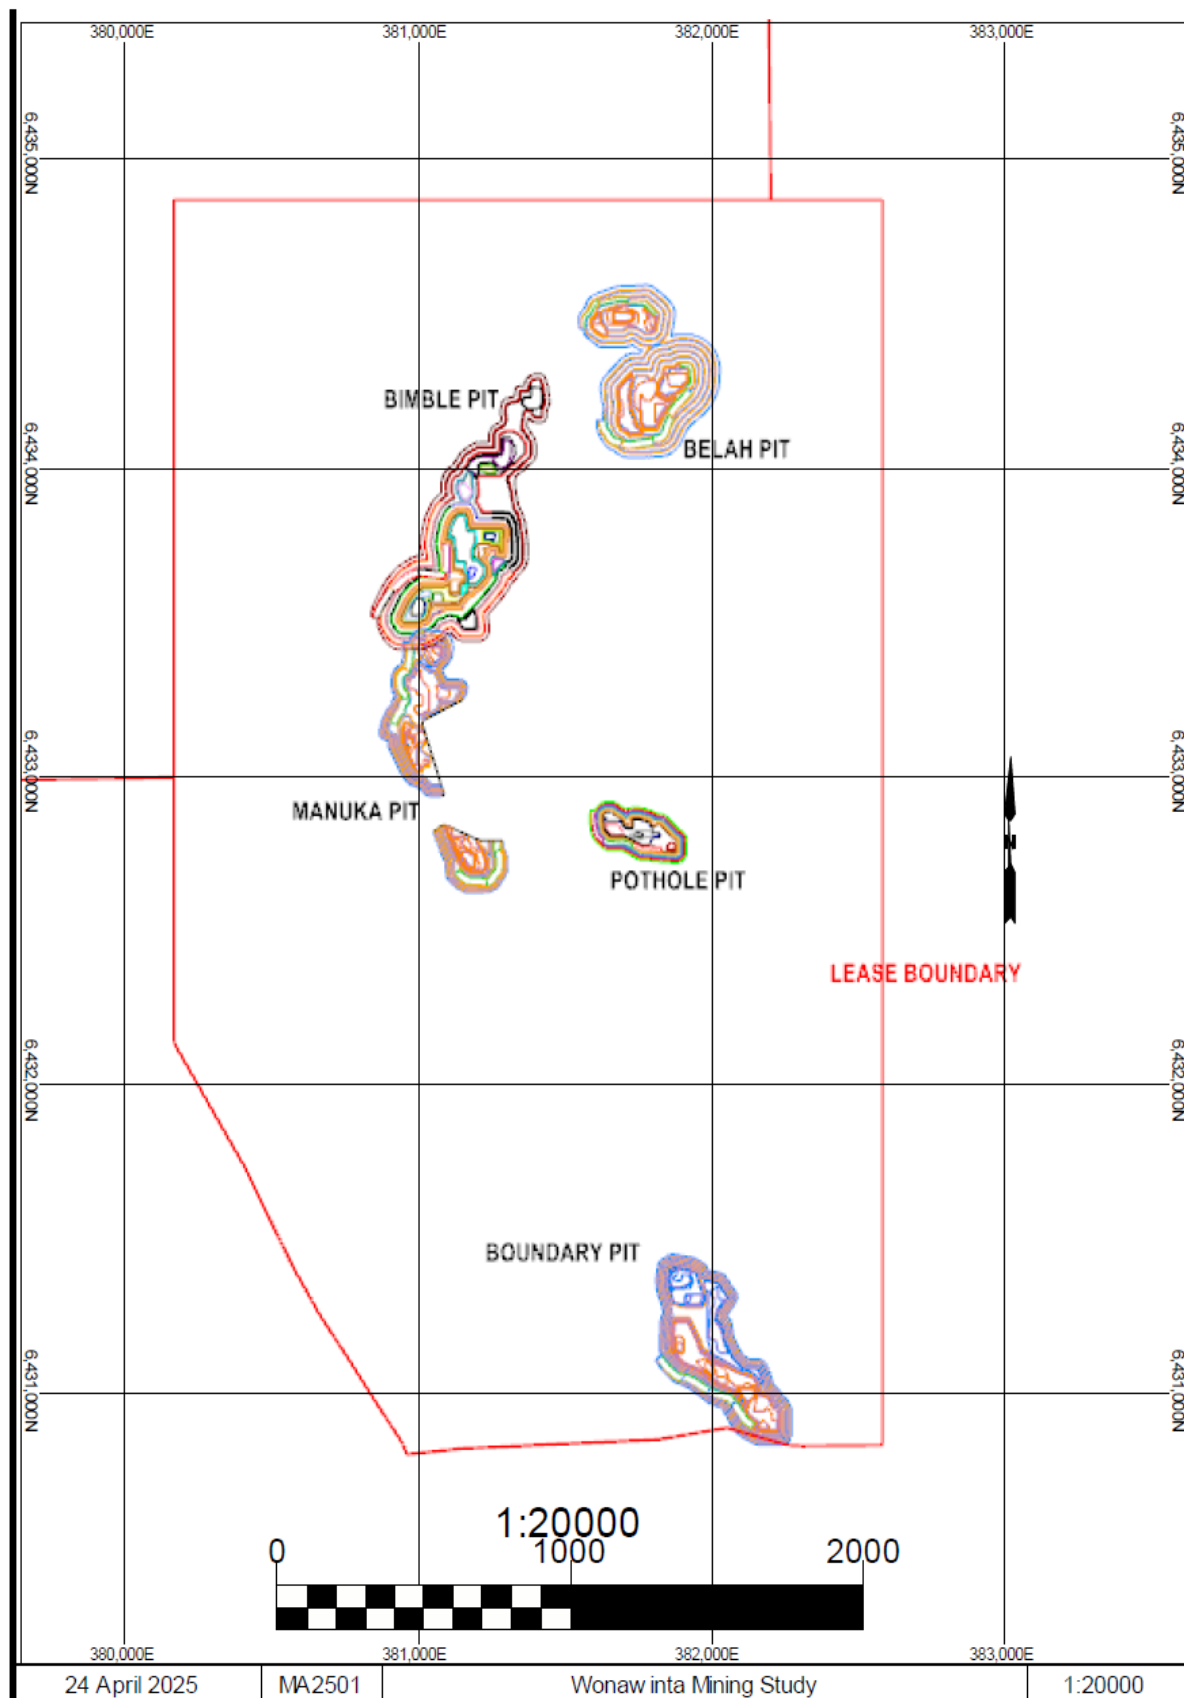 380,000E 381,000E 382,000E 383,000E
6,435,000N 6,435,000N
BIMBLE PIT
BELAH PIT
6,434,000N 6,434,000N
6,433,000N 6,433,000N
MANUKA PIT
POTHOLE PIT
LEASE BOUNDARY
6,432,000N 6,432,000N
BOUNDARY PIT
6,431,000N 6,431,000N
1:20000
0 1000 2000
380,000E 381,000E 382,000E 383,000E
24 April 2025 MA2501 Wonawinta Mining Study 1:20000